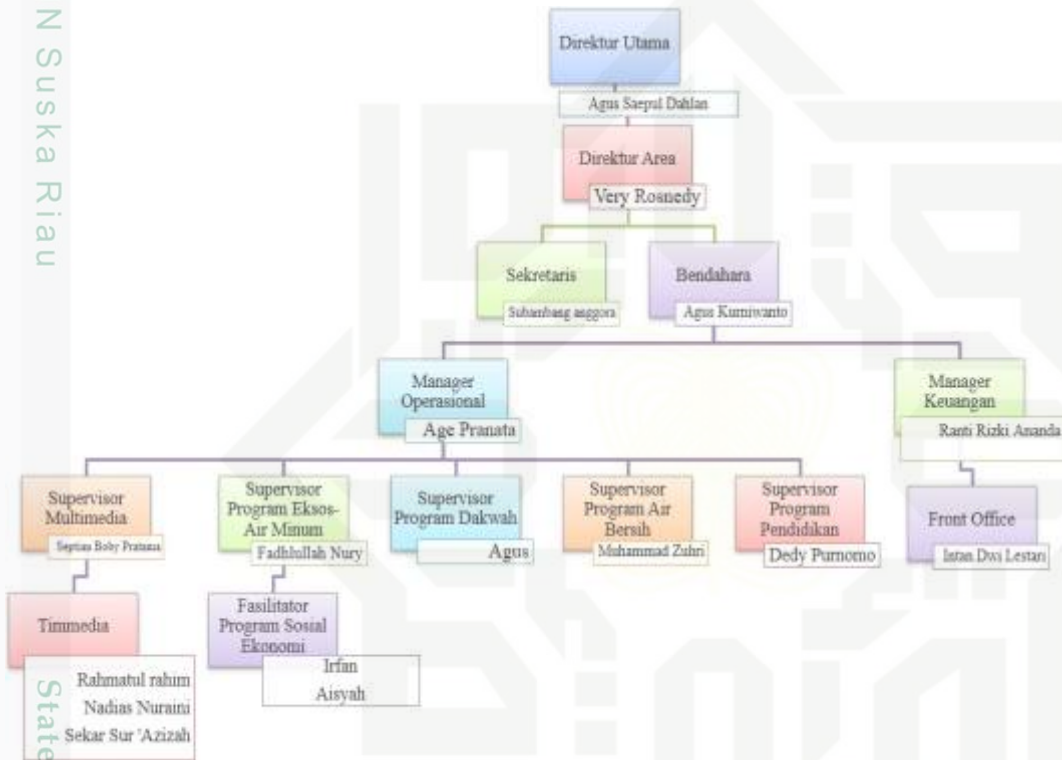 N Suska Riau
State
Direktur Utama
Agus Saepul Dahlan
Direktur Area
Very Rosnedy
Sekretaris
Subambang anggora
Bendahara
Agus Kurniwanto
Manager
Operasional
Age Pranata
Manager
Keuangan
Ranti Rizki Ananda
Supervisor
Multimedia
Septian Boby Pratama
Supervisor
Program Eksos-
Air Minum
Fadhlullah Nury
Supervisor
Program Dakwah
Agus
Supervisor
Program Air
Bersih
Muhammad Zuhri
Supervisor
Program
Pendidikan
Dedy Purnomo
Front Office
Intan Dwi Lestari
Timmedia
Rahmatul rahim
Nadias Nuraini
Sekar Sur 'Azizah
Fasilitator
Program Sosial
Ekonomi
Irfan
Aisyah